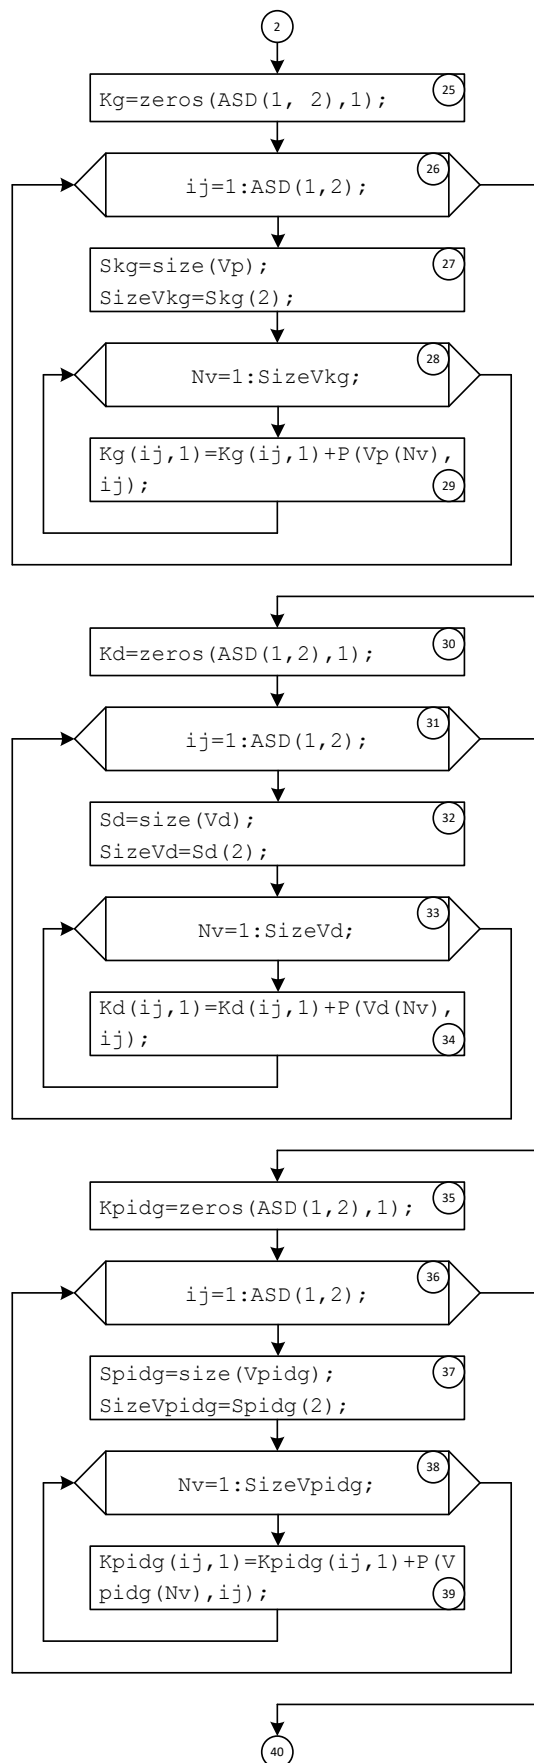 2
25
Kg=zeros(ASD(1, 2),1);
26
ij=1:ASD(1,2);
27
Skg=size(Vp);
SizeVkg=Skg(2);
28
Nv=1:SizeVkg;
Kg(ij,1)=Kg(ij,1)+P(Vp(Nv),
ij);
29
30
Kd=zeros(ASD(1,2),1);
31
ij=1:ASD(1,2);
32
Sd=size(Vd);
SizeVd=Sd(2);
33
Nv=1:SizeVd;
Kd(ij,1)=Kd(ij,1)+P(Vd(Nv),
ij);
34
35
Kpidg=zeros(ASD(1,2),1);
36
ij=1:ASD(1,2);
37
Spidg=size(Vpidg);
SizeVpidg=Spidg(2);
38
Nv=1:SizeVpidg;
Kpidg(ij,1)=Kpidg(ij,1)+P(V
pidg(Nv),ij);
39
40